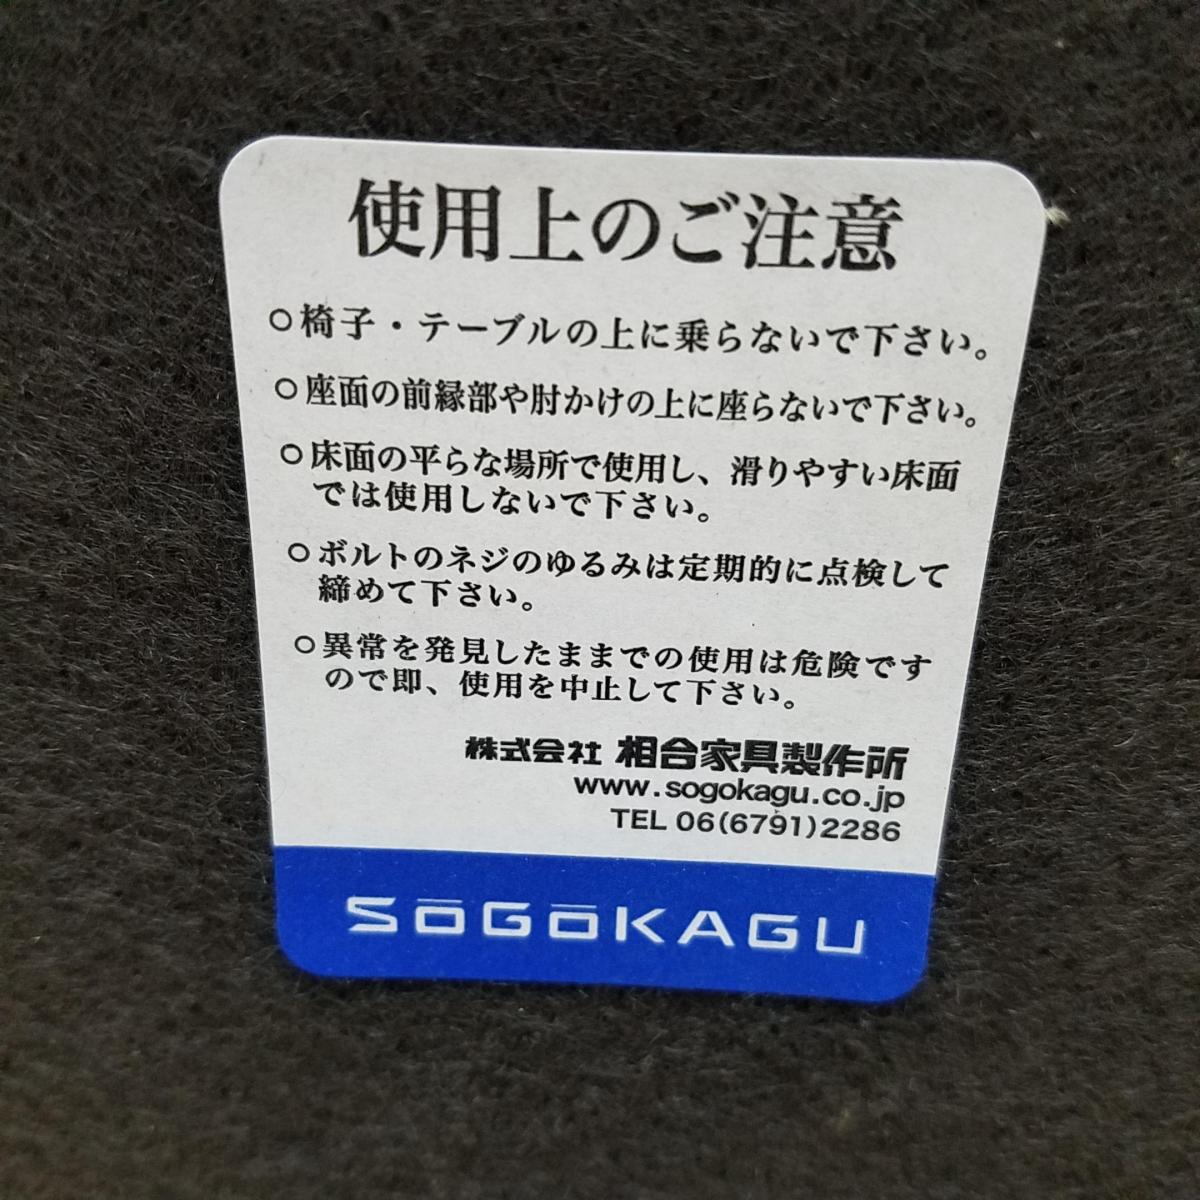 使用上のご注意
○椅子・テーブルの上に乗らないで下さい。
○座面の前縁部や肘かけの上に座らないで下さい。
○床面の平らな場所で使用し、滑りやすい床面
では使用しないで下さい。
○ボルトのネジのゆるみは定期的に点検して
締めて下さい。
○異常を発見したままでの使用は危険です
ので即、使用を中止して下さい。
株式会社 相合家具製作所
www.sogokagu.co.jp
TEL 06(6791)2286
SōGōKAGU